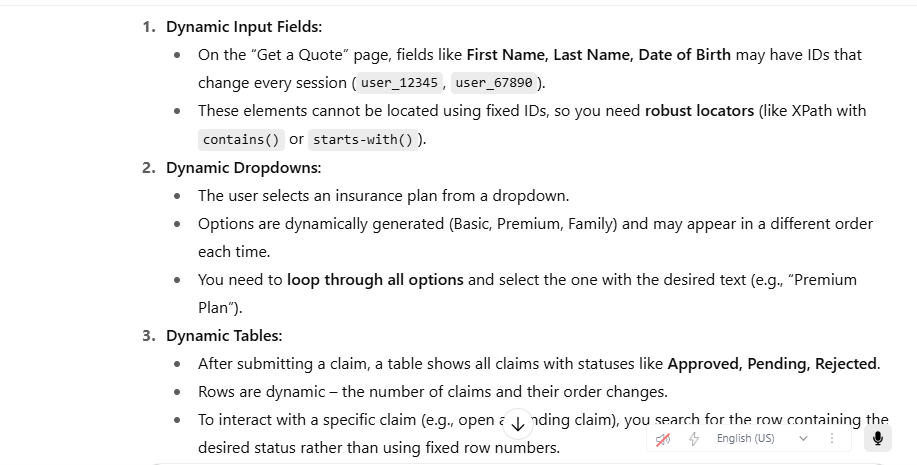 1. Dynamic Input Fields:
• On the “Get a Quote” page, fields like First Name, Last Name, Date of Birth may have IDs that
change every session ( user_12345 , user_67890 ).
• These elements cannot be located using fixed IDs, so you need robust locators (like XPath with
contains() or starts-with() ).
2. Dynamic Dropdowns:
• The user selects an insurance plan from a dropdown.
• Options are dynamically generated (Basic, Premium, Family) and may appear in a different order
each time.
• You need to loop through all options and select the one with the desired text (e.g., “Premium
Plan”).
3. Dynamic Tables:
• After submitting a claim, a table shows all claims with statuses like Approved, Pending, Rejected.
• Rows are dynamic – the number of claims and their order changes.
• To interact with a specific claim (e.g., open a nding claim), you search for the row containing the
desired status rather than using fixed row numbers.
English (US)